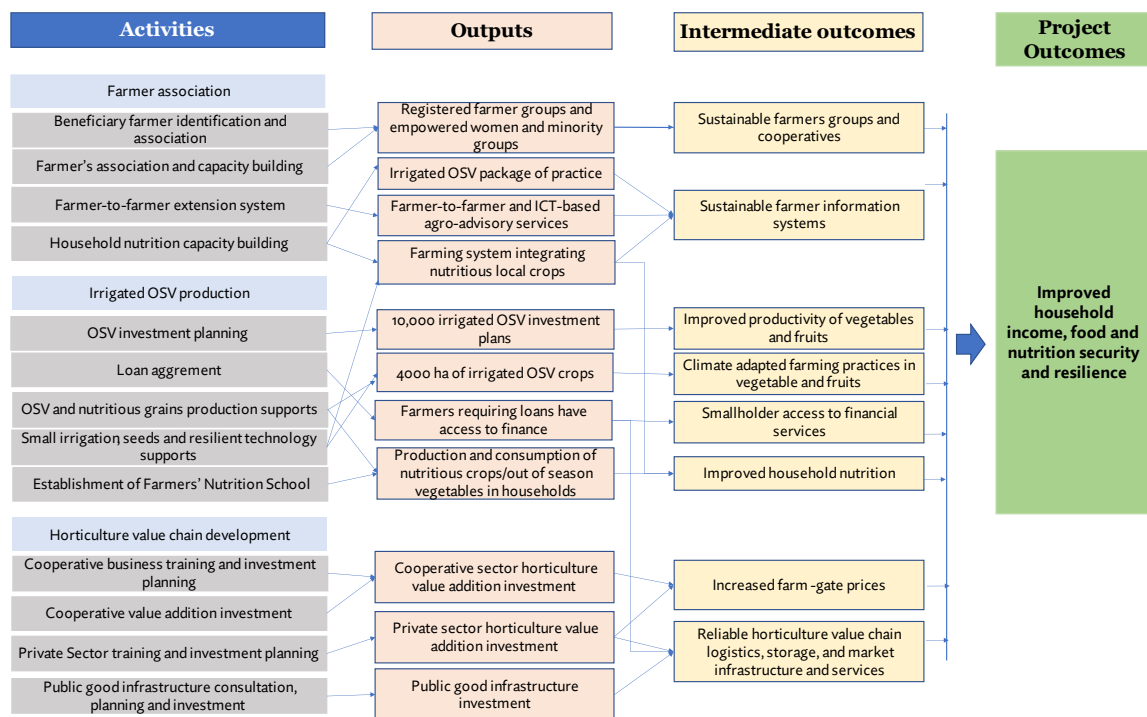 Activities
Outputs
Intermediate outcomes
Project
Outcomes
Farmer association
Beneficiary farmer identification and
association
Farmer's association and capacity building
Farmer-to-farmer extension system
Household nutrition capacity building
Irrigated OSV production
OSV investment planning
Loan aggrement
OSV and nutritious grains production supports
Small irrigation, seeds and resilient technology
supports
Establishment of Farmers' Nutrition School
Horticulture value chain development
Cooperative business training and investment
planning
Cooperative value addition investment
Private Sector training and investment planning
Public good infrastructure consultation,
planning and investment
Registered farmer groups and
empowered women and minority
groups
Irrigated OSV package of practice
Farmer-to-farmer and ICT-based
agro-advisory services
Farming system integrating
nutritious local crops
10,000 irrigated OSV investment
plans
4000 ha of irrigated OSV crops
Farmers requiring loans have
access to finance
Production and consumption of
nutritious crops/out of season
vegetables in households
Cooperative sector horticulture
value addition investment
Private sector horticulture value
addition investment
Public good infrastructure
investment
Sustainable farmers groups and
cooperatives
Sustainable farmer information
systems
Improved productivity of vegetables
and fruits
Climate adapted farming practices in
vegetable and fruits
Smallholder access to financial
services
Improved household nutrition
Increased farm -gate prices
Reliable horticulture value chain
logistics, storage, and market
infrastructure and services
Improved
household
income, food and
nutrition security
and resilience